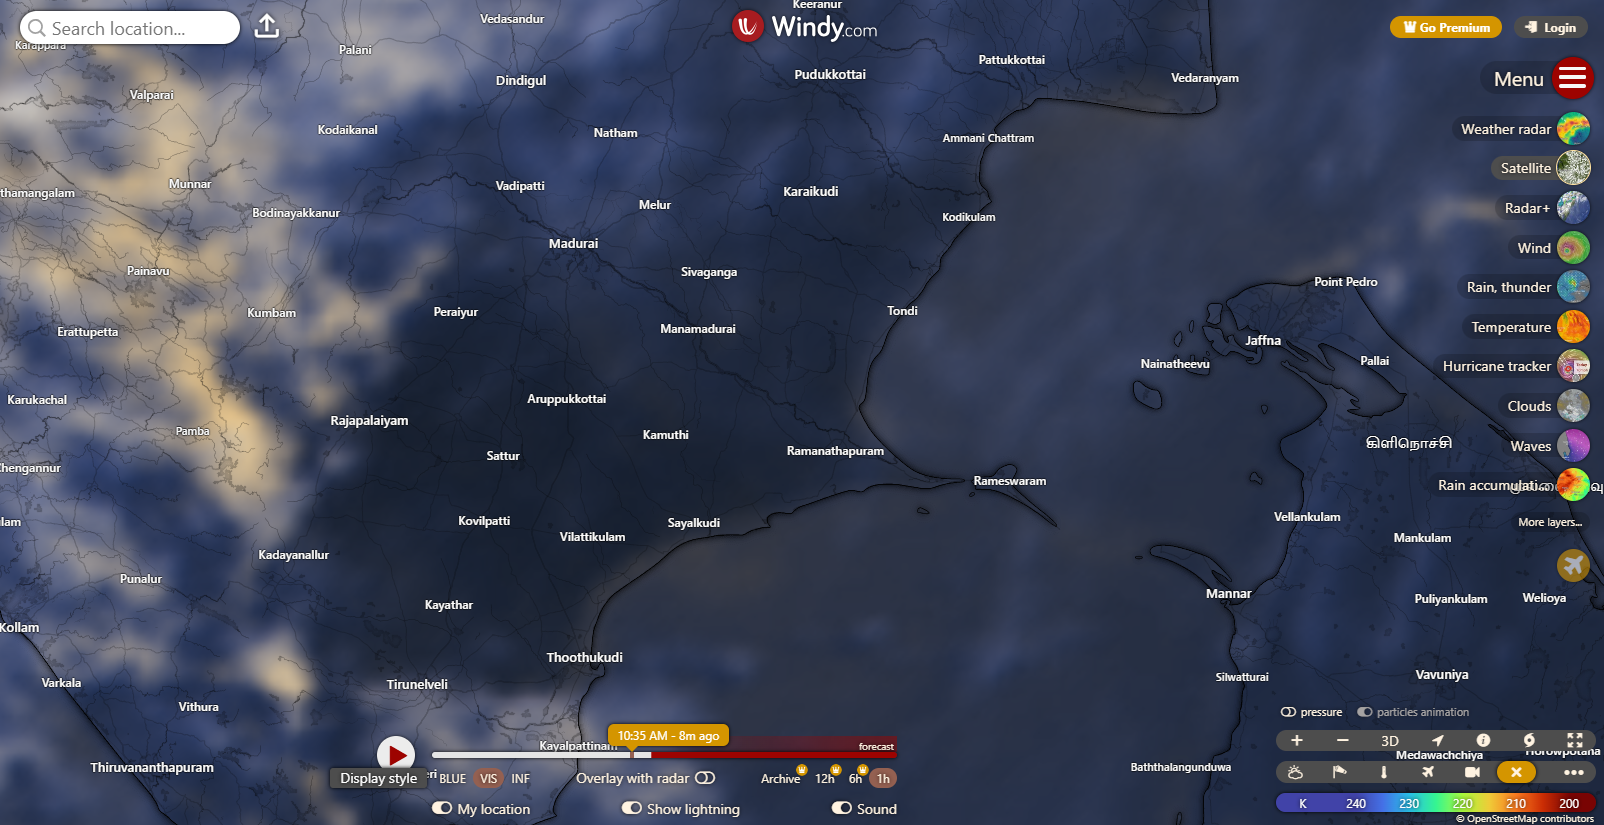 Search location...
Windy.com
Go Premium
Login
Menu
Weather radar
Satellite
Radar+
Wind
Rain, thunder
Temperature
Hurricane tracker
Clouds
Waves
More layers...
Keeranur
Vedasandur
Karappara
Palani
Pattukkottai
Dindigul
Pudukkottai
Vedaranyam
Valparai
Kodaikanal
Natham
Ammani Chattram
Munnar
thamangalam
Vadipatti
Karaikudi
Melur
Bodinayakkanur
Kodikulam
Madurai
Painavu
Sivaganga
Point Pedro
Kumbam
Peraiyur
Tondi
Erattupetta
Manamadurai
Jaffna
Nainatheevu
Pallai
Karukachal
Aruppukkottai
Rajapalaiyam
Pamba
Kamuthi
கிளிநொச்சி
Sattur
Ramanathapuram
Chengannur
Rameswaram
Kovilpatti
Sayalkudi
Vellankulam
Vilattikulam
Mankulam
Kadayanallur
Punalur
Mannar
Puliyankulam
Welioya
Kayathar
Kollam
Thoothukudi
Varkala
Tirunelveli
Silwatturai
Vavuniya
Vithura
Kayalpattinam
Thiruvananthapuram
Baththalangunduwa
Medawachchiya
Horowpotana
10:35 AM - 8m ago
forecast
Display style
BLUE VIS INF
Overlay with radar
Archive 12h 6h 1h
My location
Show lightning
Sound
pressure particles animation
3D
K 240 230 220 210 200
© OpenStreetMap contributors